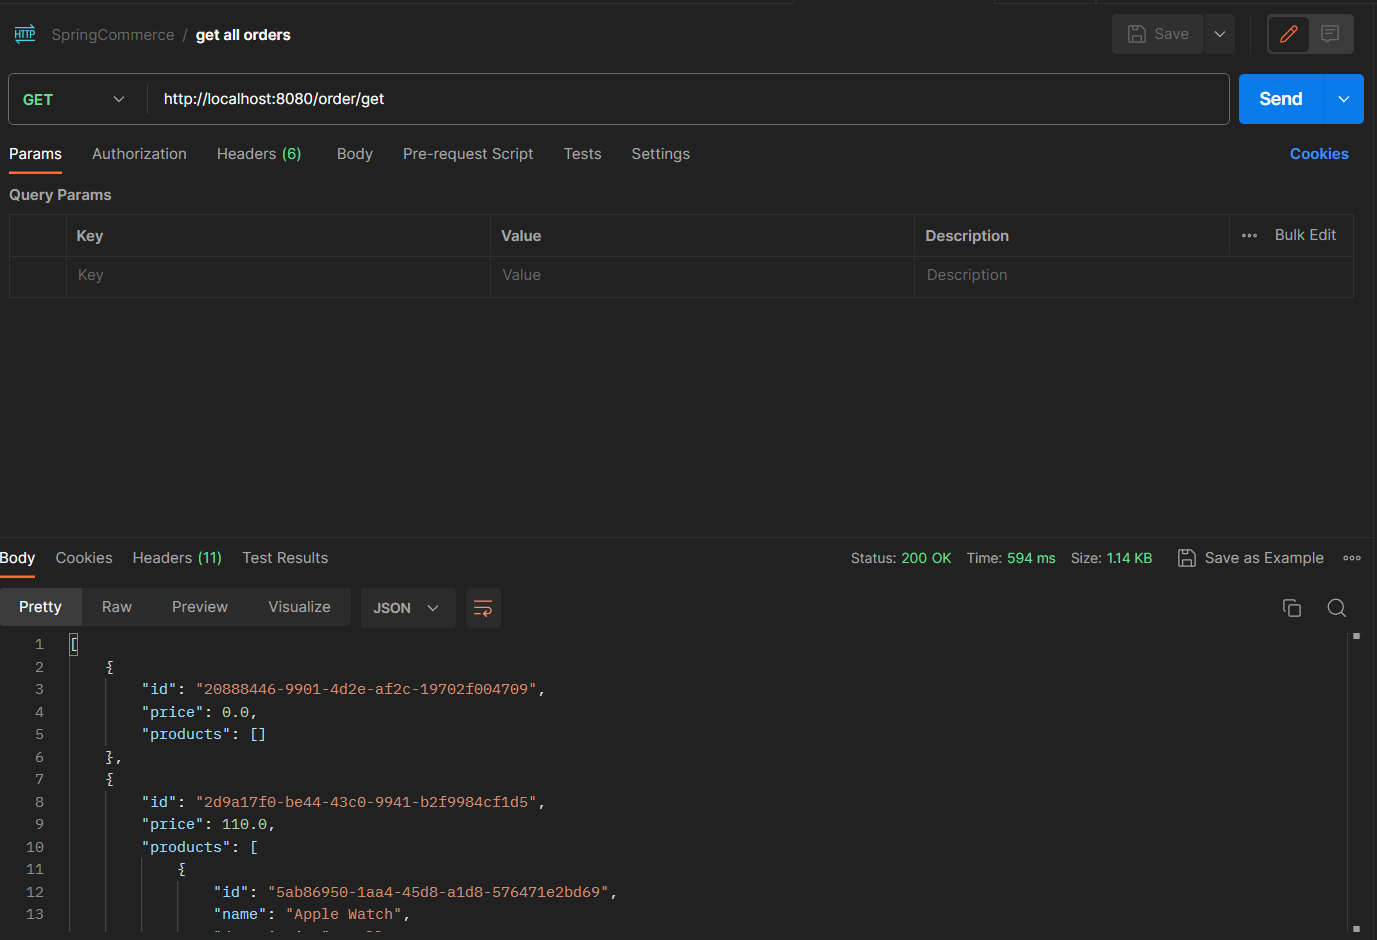 HTTP SpringCommerce / get all orders Save
GET http://localhost:8080/order/get Send
Params Authorization Headers (6) Body Pre-request Script Tests Settings Cookies
Query Params
Key Value Description Bulk Edit
Key Value Description
Body Cookies Headers (11) Test Results Status: 200 OK Time: 594 ms Size: 1.14 KB Save as Example
Pretty Raw Preview Visualize JSON
1 [
2 {
3 "id": "20888446-9901-4d2e-af2c-19702f004709",
4 "price": 0.0,
5 "products": []
6 },
7 {
8 "id": "2d9a17f0-be44-43c0-9941-b2f9984cf1d5",
9 "price": 110.0,
10 "products": [
11 {
12 "id": "5ab86950-1aa4-45d8-a1d8-576471e2bd69",
13 "name": "Apple Watch",